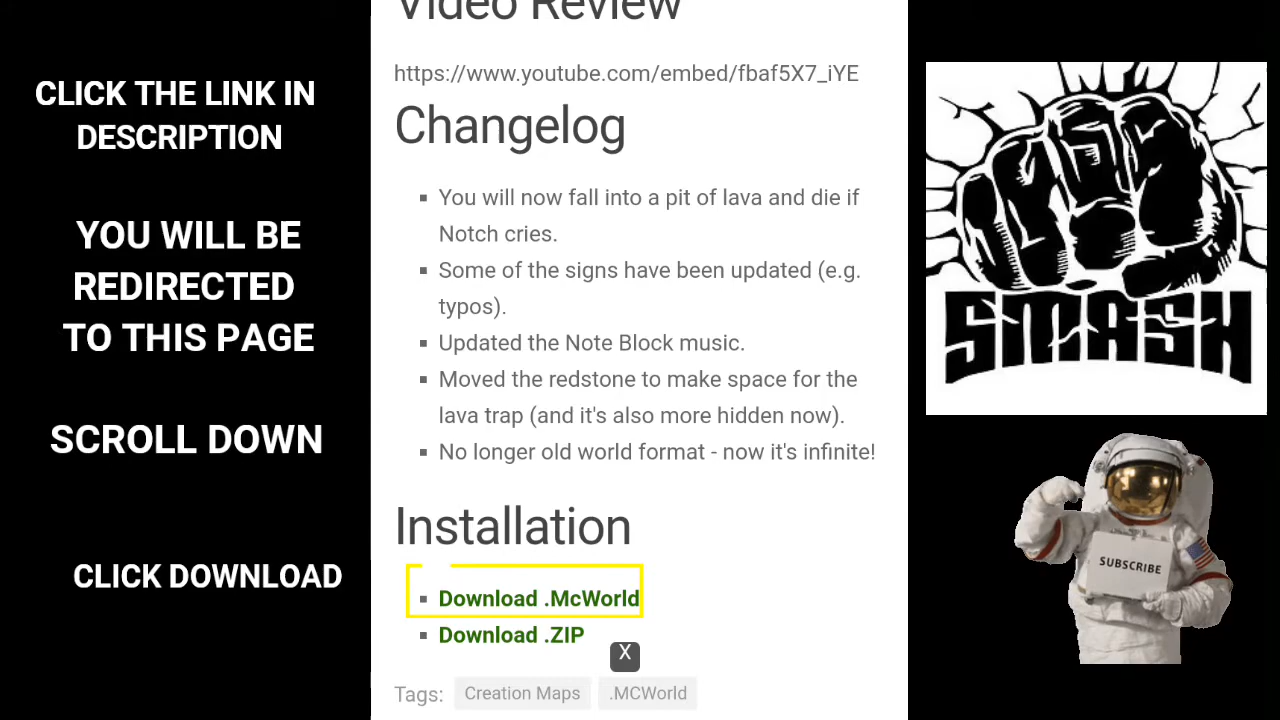 CLICK THE LINK IN
DESCRIPTION
YOU WILL BE
REDIRECTED
TO THIS PAGE
SCROLL DOWN
CLICK DOWNLOAD
Video Review
https://www.youtube.com/embed/fbaf5X7_iYE
Changelog
▪ You will now fall into a pit of lava and die if
Notch cries.
▪ Some of the signs have been updated (e.g.
typos).
▪ Updated the Note Block music.
▪ Moved the redstone to make space for the
lava trap (and it's also more hidden now).
▪ No longer old world format - now it's infinite!
Installation
▪ Download .McWorld
▪ Download .ZIP
X
Tags: Creation Maps .MCWorld
SMASH
SUBSCRIBE